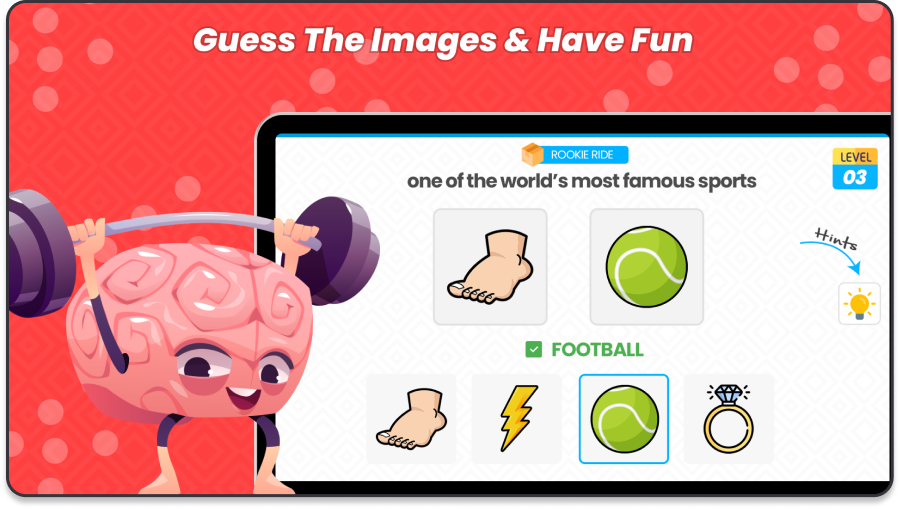 Guess The Images & Have Fun
ROOKIE RIDE
LEVEL
03
one of the world's most famous sports
Hints
FOOTBALL